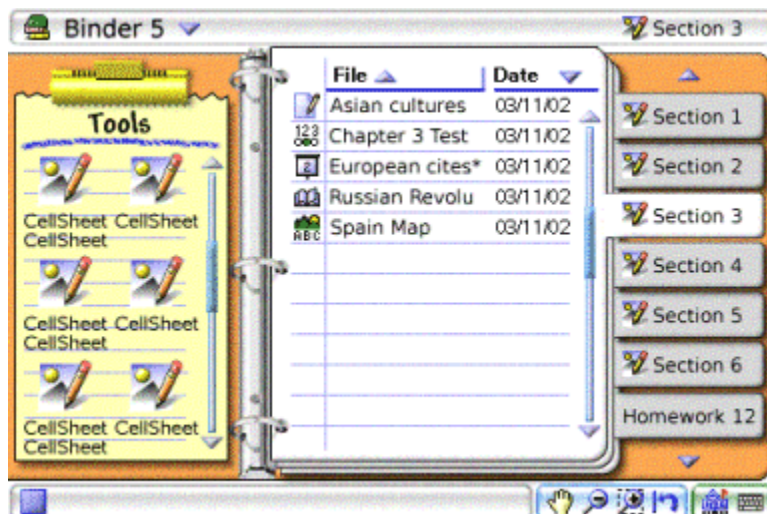 Binder 5
Section 3
Tools
CellSheet CellSheet
CellSheet
CellSheet CellSheet
CellSheet
CellSheet CellSheet
CellSheet
File Date
Asian cultures 03/11/02
123 Chapter 3 Test 03/11/02
European cites* 03/11/02
Russian Revolu 03/11/02
ABC Spain Map 03/11/02
Section 1
Section 2
Section 3
Section 4
Section 5
Section 6
Homework 12